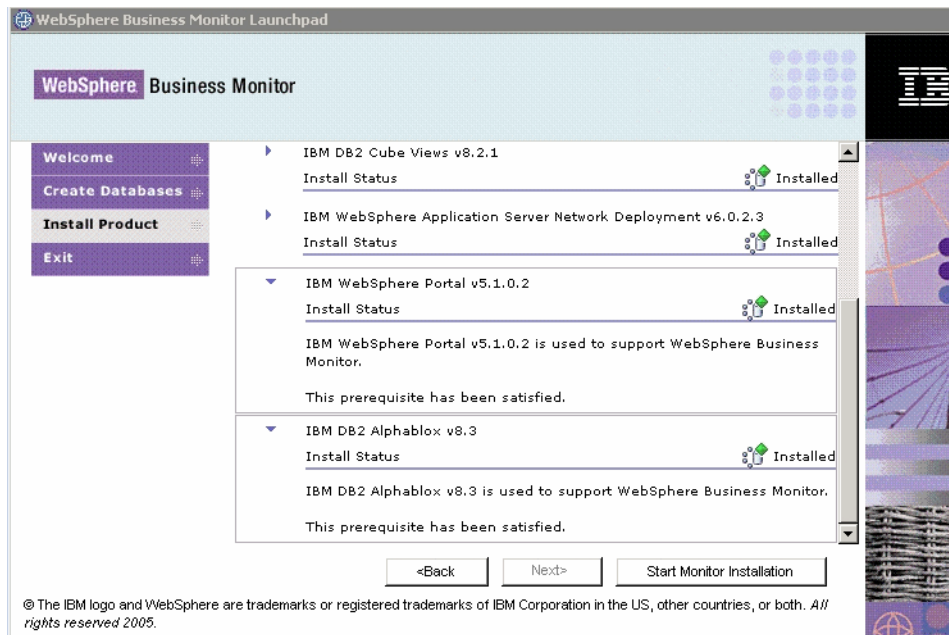 WebSphere Business Monitor Launchpad
WebSphere Business Monitor
Welcome
Create Databases
Install Product
Exit
IBM DB2 Cube Views v8.2.1
Install Status Installed
IBM WebSphere Application Server Network Deployment v6.0.2.3
Install Status Installed
IBM WebSphere Portal v5.1.0.2
Install Status Installed
IBM WebSphere Portal v5.1.0.2 is used to support WebSphere Business
Monitor.
This prerequisite has been satisfied.
IBM DB2 Alphablox v8.3
Install Status Installed
IBM DB2 Alphablox v8.3 is used to support WebSphere Business Monitor.
This prerequisite has been satisfied.
<Back Next> Start Monitor Installation
© The IBM logo and WebSphere are trademarks or registered trademarks of IBM Corporation in the US, other countries, or both. All
rights reserved 2005.